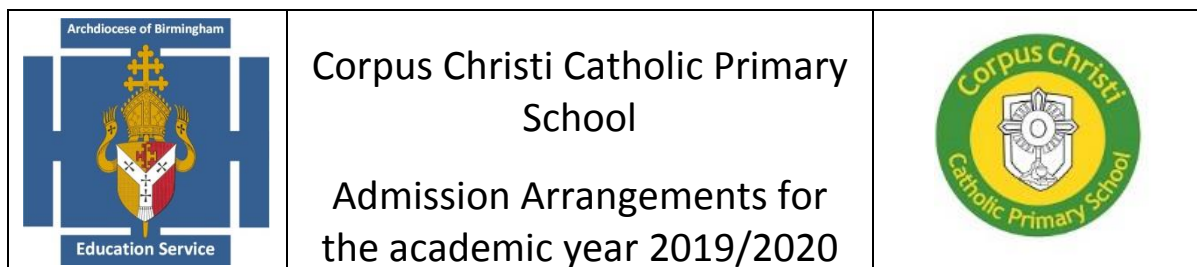 Archdiocese of Birmingham
Education Service
Corpus Christi Catholic Primary
School
Admission Arrangements for
the academic year 2019/2020
Corpus Christi
Catholic Primary School